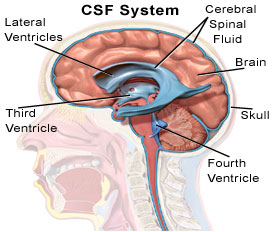 CSF System
Lateral
Ventricles
Cerebral
Spinal
Fluid
Brain
Third
Ventricle
Skull
Fourth
Ventricle